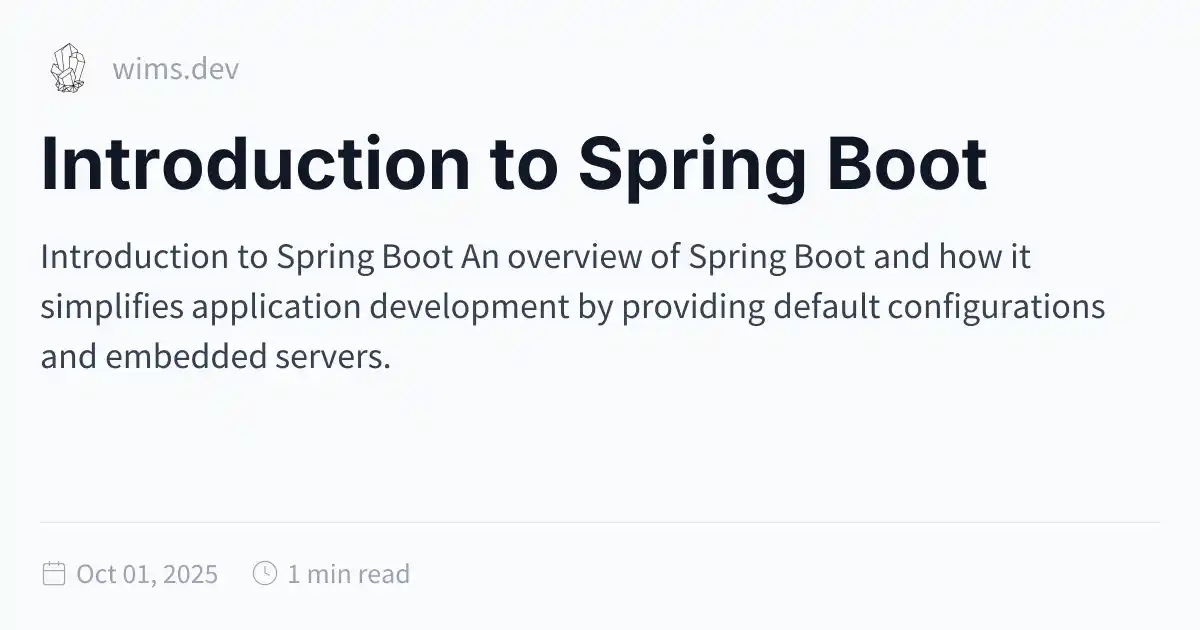 wims.dev
Introduction to Spring Boot
Introduction to Spring Boot An overview of Spring Boot and how it
simplifies application development by providing default configurations
and embedded servers.
Oct 01, 2025 1 min read